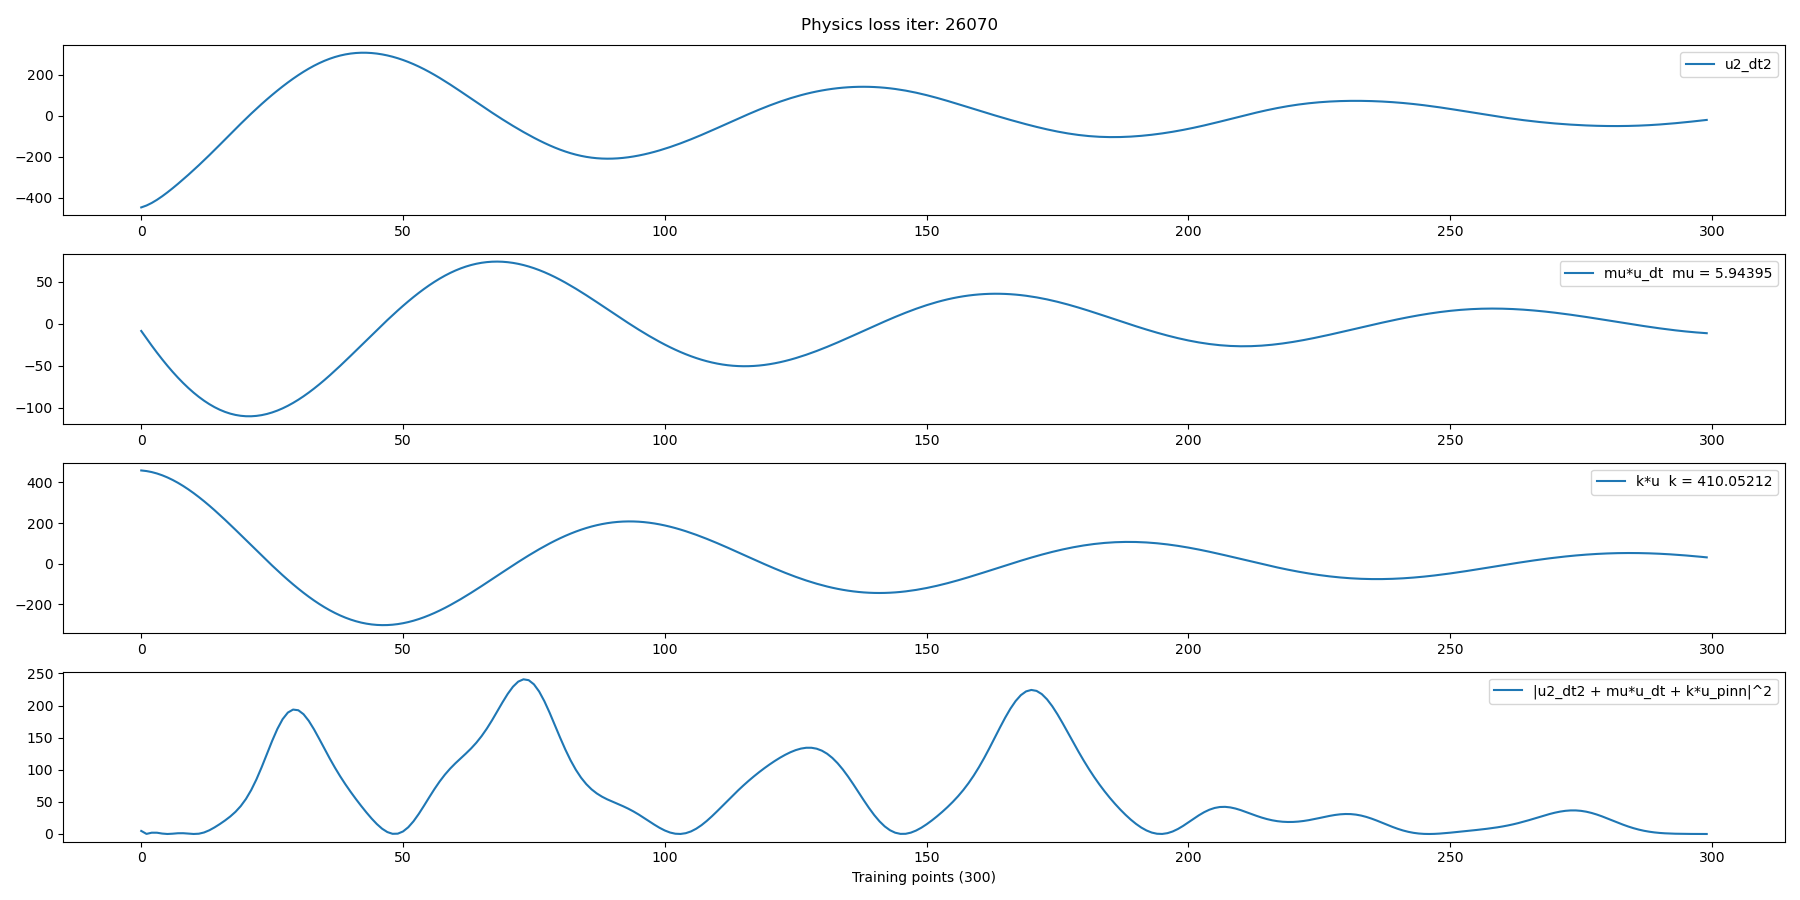 Physics loss iter: 26070
u2_dt2
200
0
−200
−400
0 50 100 150 200 250 300
mu*u_dt  mu = 5.94395
50
0
−50
−100
0 50 100 150 200 250 300
k*u  k = 410.05212
400
200
0
−200
0 50 100 150 200 250 300
|u2_dt2 + mu*u_dt + k*u_pinn|^2
250
200
150
100
50
0
0 50 100 150 200 250 300
Training points (300)